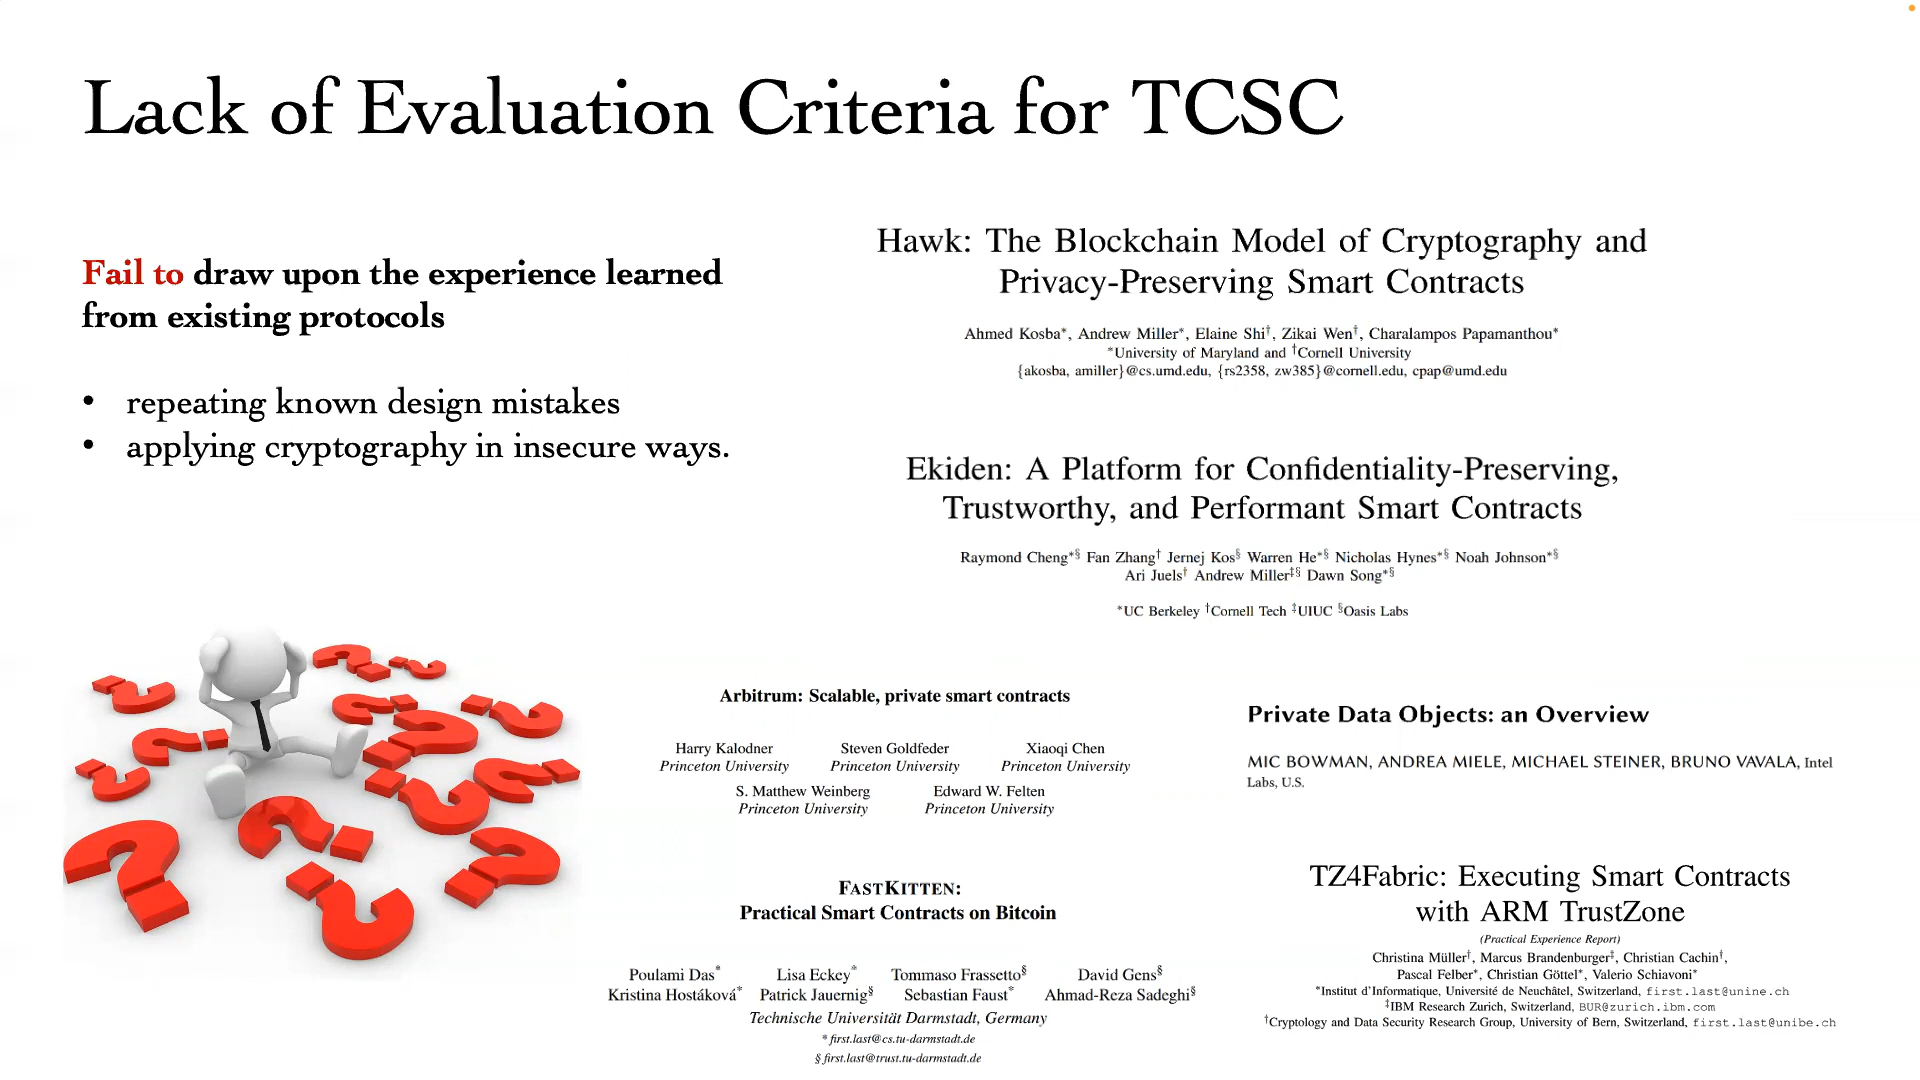 Lack of Evaluation Criteria for TCSC
Fail to draw upon the experience learned
from existing protocols
• repeating known design mistakes
• applying cryptography in insecure ways.
Hawk: The Blockchain Model of Cryptography and
Privacy-Preserving Smart Contracts
Ahmed Kosba*, Andrew Miller*, Elaine Shi†, Zikai Wen†, Charalampos Papamanthou*
*University of Maryland and †Cornell University
{akosba, amiller}@cs.umd.edu, {rs2358, zw385}@cornell.edu, cpap@umd.edu
Ekiden: A Platform for Confidentiality-Preserving,
Trustworthy, and Performant Smart Contracts
Raymond Cheng*§ Fan Zhang† Jernej Kos§ Warren He*§ Nicholas Hynes*§ Noah Johnson*§
Ari Juels† Andrew Miller‡§ Dawn Song*§
*UC Berkeley †Cornell Tech ‡UIUC §Oasis Labs
Arbitrum: Scalable, private smart contracts
Harry Kalodner Steven Goldfeder Xiaoqi Chen
Princeton University Princeton University Princeton University
S. Matthew Weinberg Edward W. Felten
Princeton University Princeton University
Private Data Objects: an Overview
MIC BOWMAN, ANDREA MIELE, MICHAEL STEINER, BRUNO VAVALA, Intel
Labs, U.S.
FASTKITTEN:
Practical Smart Contracts on Bitcoin
Poulami Das* Lisa Eckey* Tommaso Frassetto§ David Gens§
Kristina Hostáková* Patrick Jauernig§ Sebastian Faust* Ahmad-Reza Sadeghi§
Technische Universität Darmstadt, Germany
* first.last@cs.tu-darmstadt.de
§ first.last@trust.tu-darmstadt.de
TZ4Fabric: Executing Smart Contracts
with ARM TrustZone
(Practical Experience Report)
Christina Müller†, Marcus Brandenburger‡, Christian Cachin†,
Pascal Felber*, Christian Göttel*, Valerio Schiavoni*
*Institut d'Informatique, Université de Neuchâtel, Switzerland, first.last@unine.ch
‡IBM Research Zurich, Switzerland, BUR@zurich.ibm.com
†Cryptology and Data Security Research Group, University of Bern, Switzerland, first.last@unibe.ch